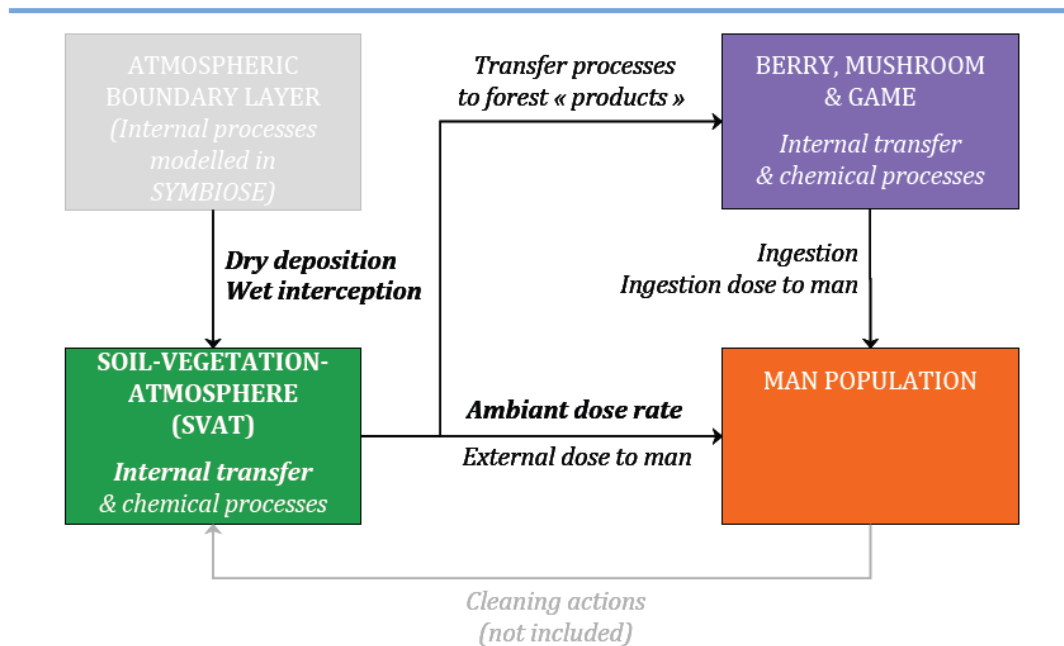 ATMOSPHERIC
BOUNDARY LAYER
(Internal processes
modelled in
SYMBIOSE)
Transfer processes
to forest « products »
BERRY, MUSHROOM
& GAME
Internal transfer
& chemical processes
Dry deposition
Wet interception
Ingestion
Ingestion dose to man
SOIL-VEGETATION-
ATMOSPHERE
(SVAT)
Internal transfer
& chemical processes
Ambiant dose rate
External dose to man
MAN POPULATION
Cleaning actions
(not included)